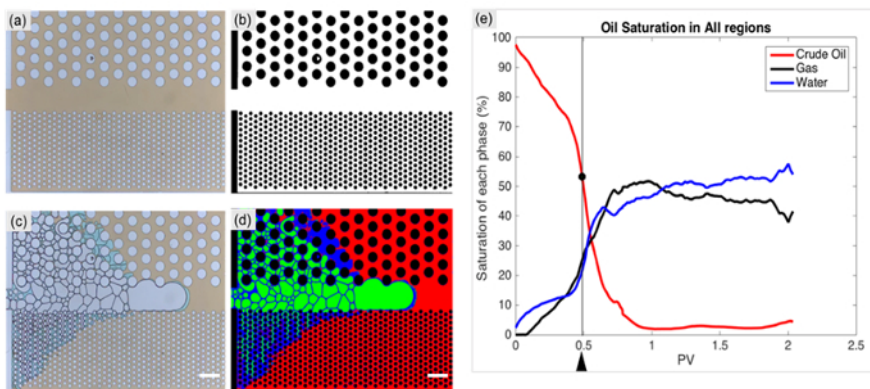 (a)
(b)
(c)
(d)
(e)
Oil Saturation in All regions
Crude Oil
Gas
Water
Saturation of each phase (%)
100
90
80
70
60
50
40
30
20
10
0
0
0.5
1
1.5
2
2.5
PV